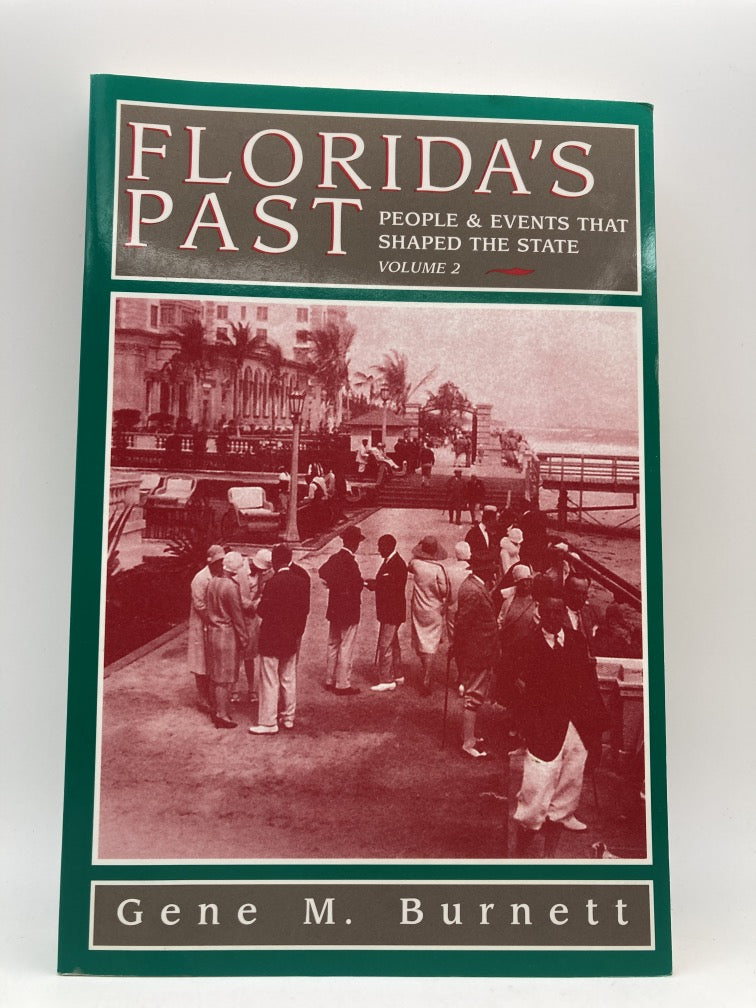 FLORIDA'S
PAST
PEOPLE & EVENTS THAT
SHAPED THE STATE
VOLUME 2
Gene M. Burnett